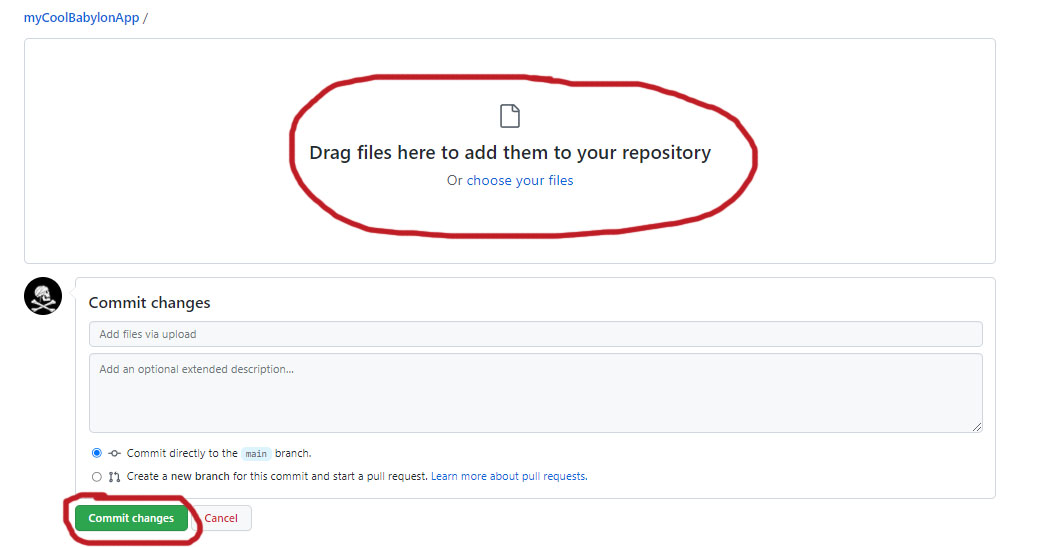 myCoolBabylonApp /
Drag files here to add them to your repository
Or choose your files
Commit changes
Add files via upload
Add an optional extended description...
Commit directly to the main branch.
Create a new branch for this commit and start a pull request. Learn more about pull requests.
Commit changes
Cancel